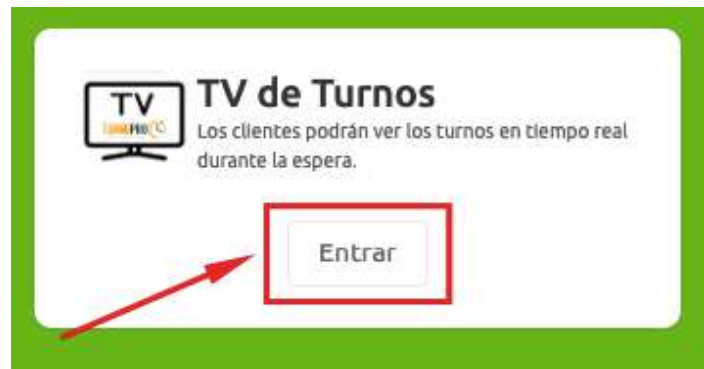 TV de Turnos
TV
Los clientes podrán ver los turnos en tiempo real
durante la espera.
Entrar